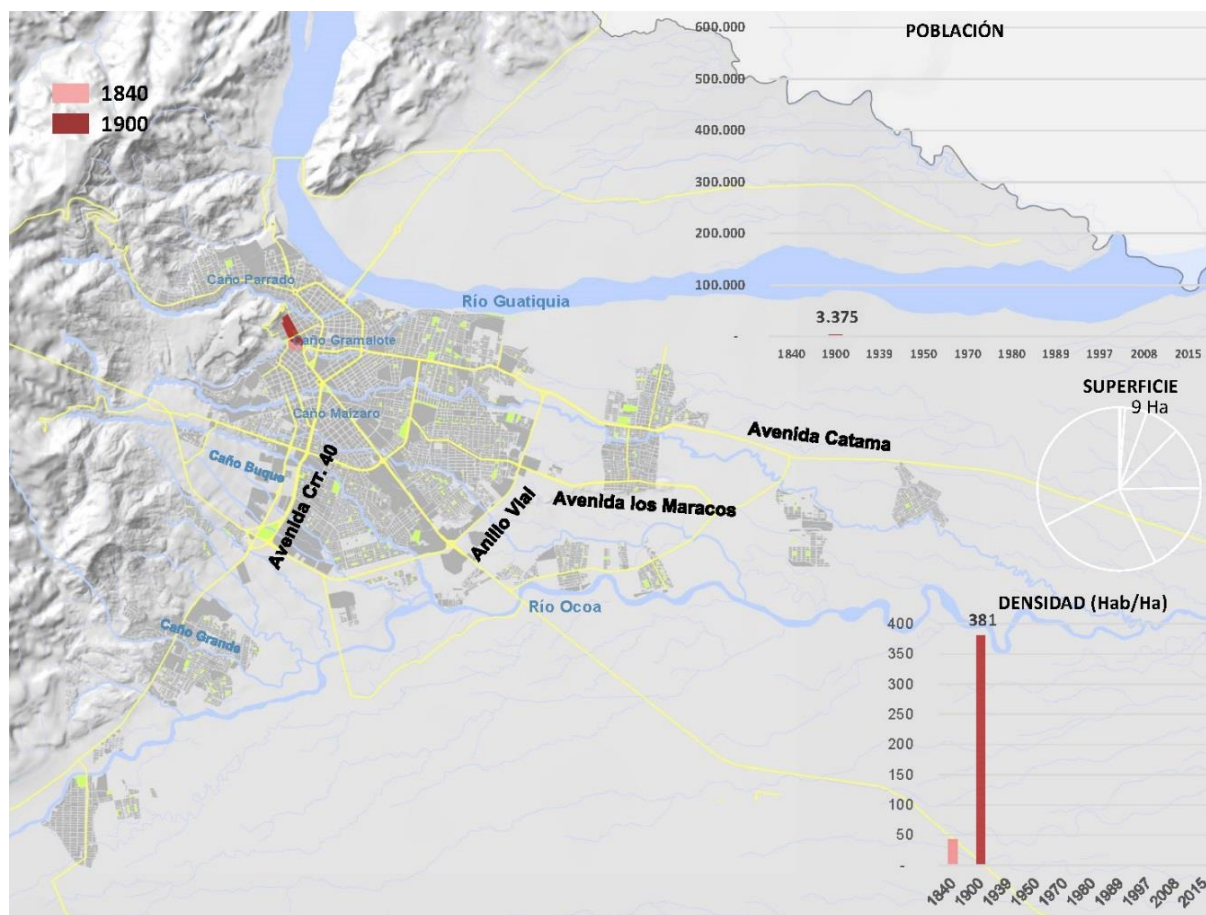 1840
1900
POBLACIÓN
600.000
500.000
400.000
300.000
200.000
100.000
-
3.375
1840 1900 1939 1950 1970 1980 1989 1997 2008 2015
Caño Parrado
Río Guatiquia
Caño Gramalote
Caño Maizaro
Caño Buque
Avenida Crr. 40
Anillo Vial
Avenida los Maracos
Avenida Catama
Río Ocoa
Caño Grande
SUPERFICIE
9 Ha
DENSIDAD (Hab/Ha)
381
400
350
300
250
200
150
100
50
-
1840 1900 1939 1950 1970 1980 1989 1997 2008 2015